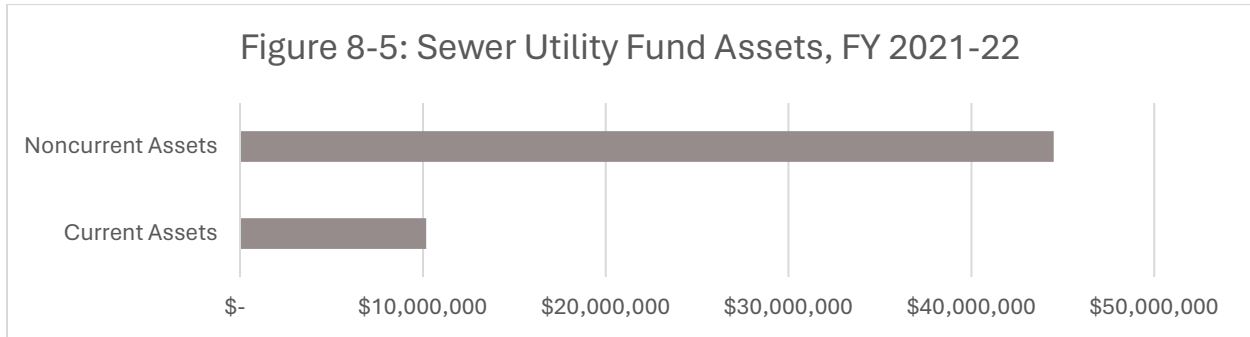 Figure 8-5: Sewer Utility Fund Assets, FY 2021-22
Noncurrent Assets
Current Assets
$- $10,000,000 $20,000,000 $30,000,000 $40,000,000 $50,000,000